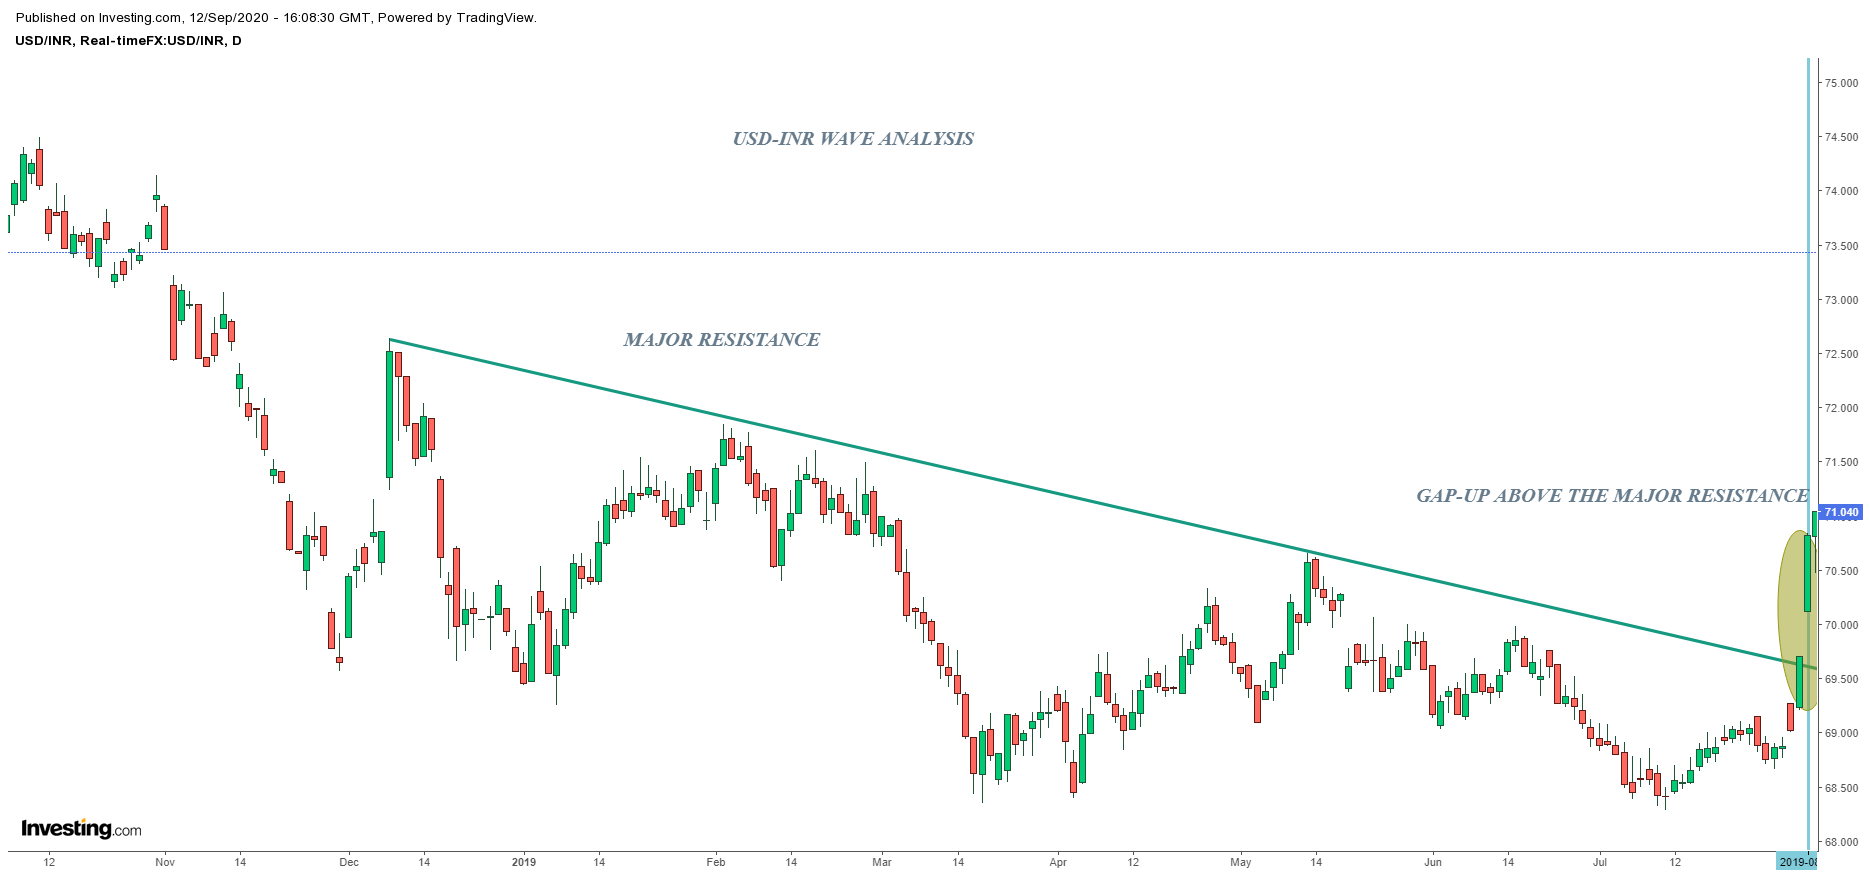 Published on Investing.com, 12/Sep/2020 - 16:08:30 GMT, Powered by TradingView.
USD/INR, Real-timeFX:USD/INR, D
75.000
USD-INR WAVE ANALYSIS
74.500
74.000
73.500
73.000
MAJOR RESISTANCE
72.500
72.000
71.500
GAP-UP ABOVE THE MAJOR RESISTANCE
71.040
70.500
70.000
69.500
69.000
68.500
68.000
Investing.com
12 Nov 14 Dec 14 2019 14 Feb 14 Mar 14 Apr 12 May 14 Jun 14 Jul 12 2019-08